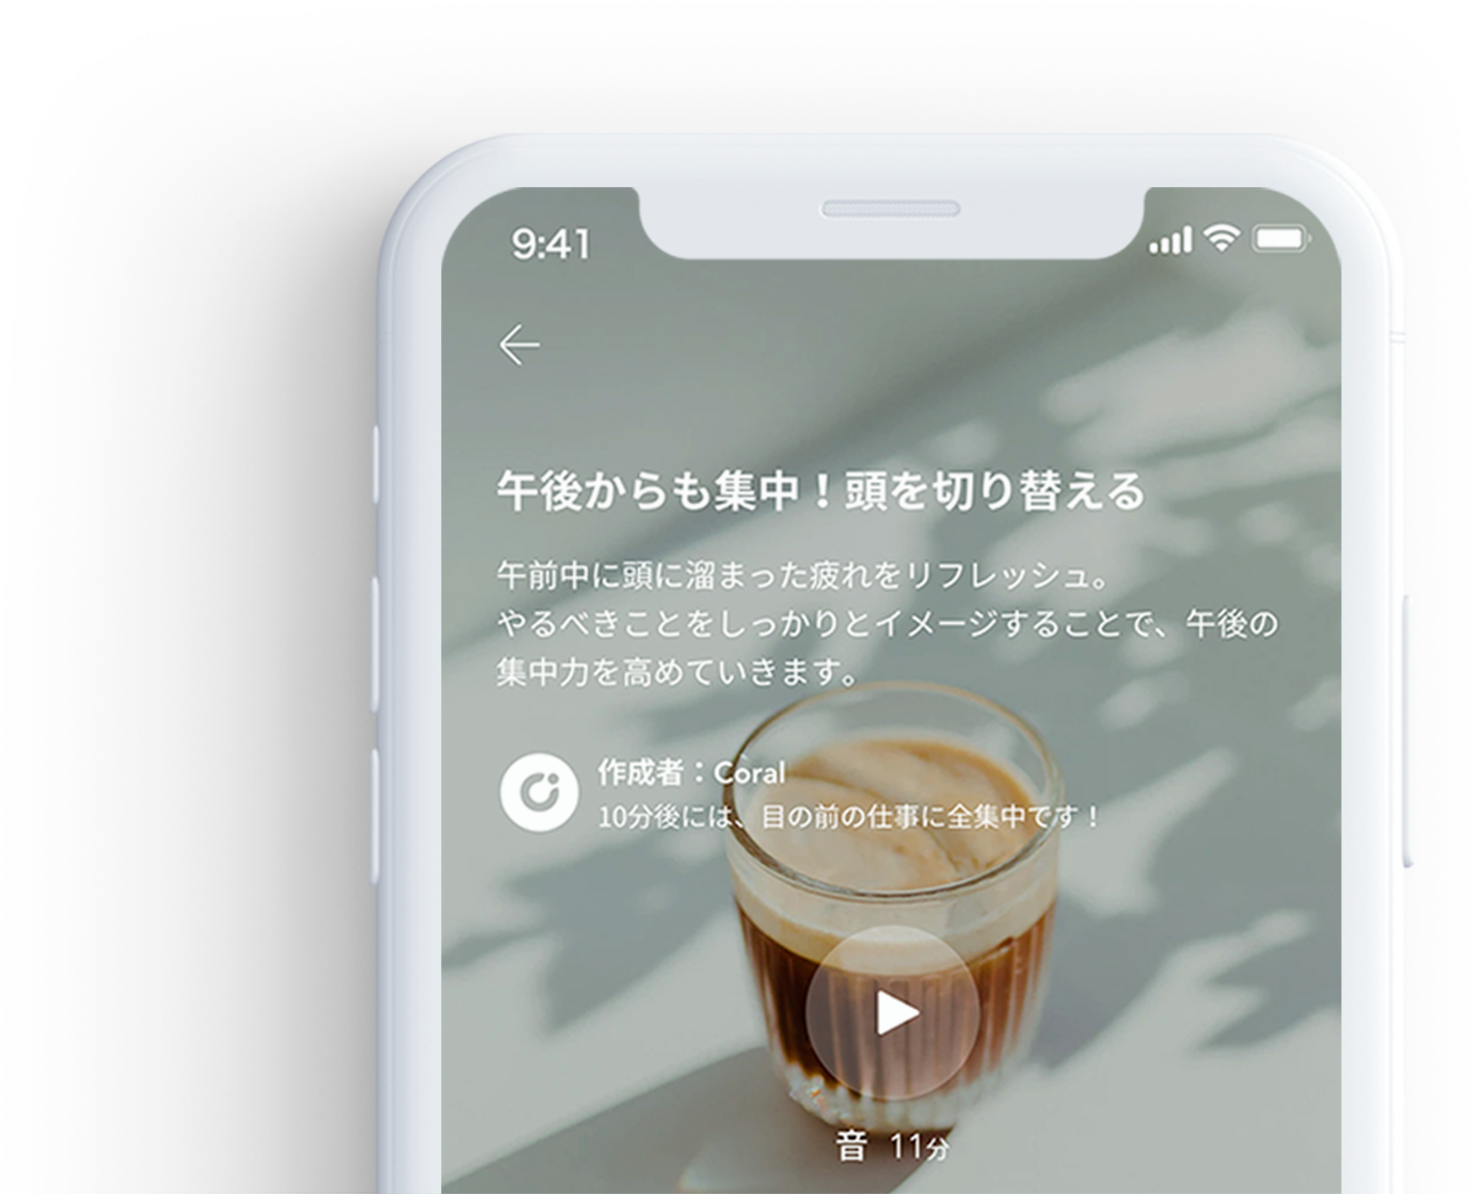 9:41
午後からも集中！頭を切り替える
午前中に頭に溜まった疲れをリフレッシュ。
やるべきことをしっかりとイメージすることで、午後の
集中力を高めていきます。
作成者：Coral
10分後には、目の前の仕事に全集中です！
音 11分